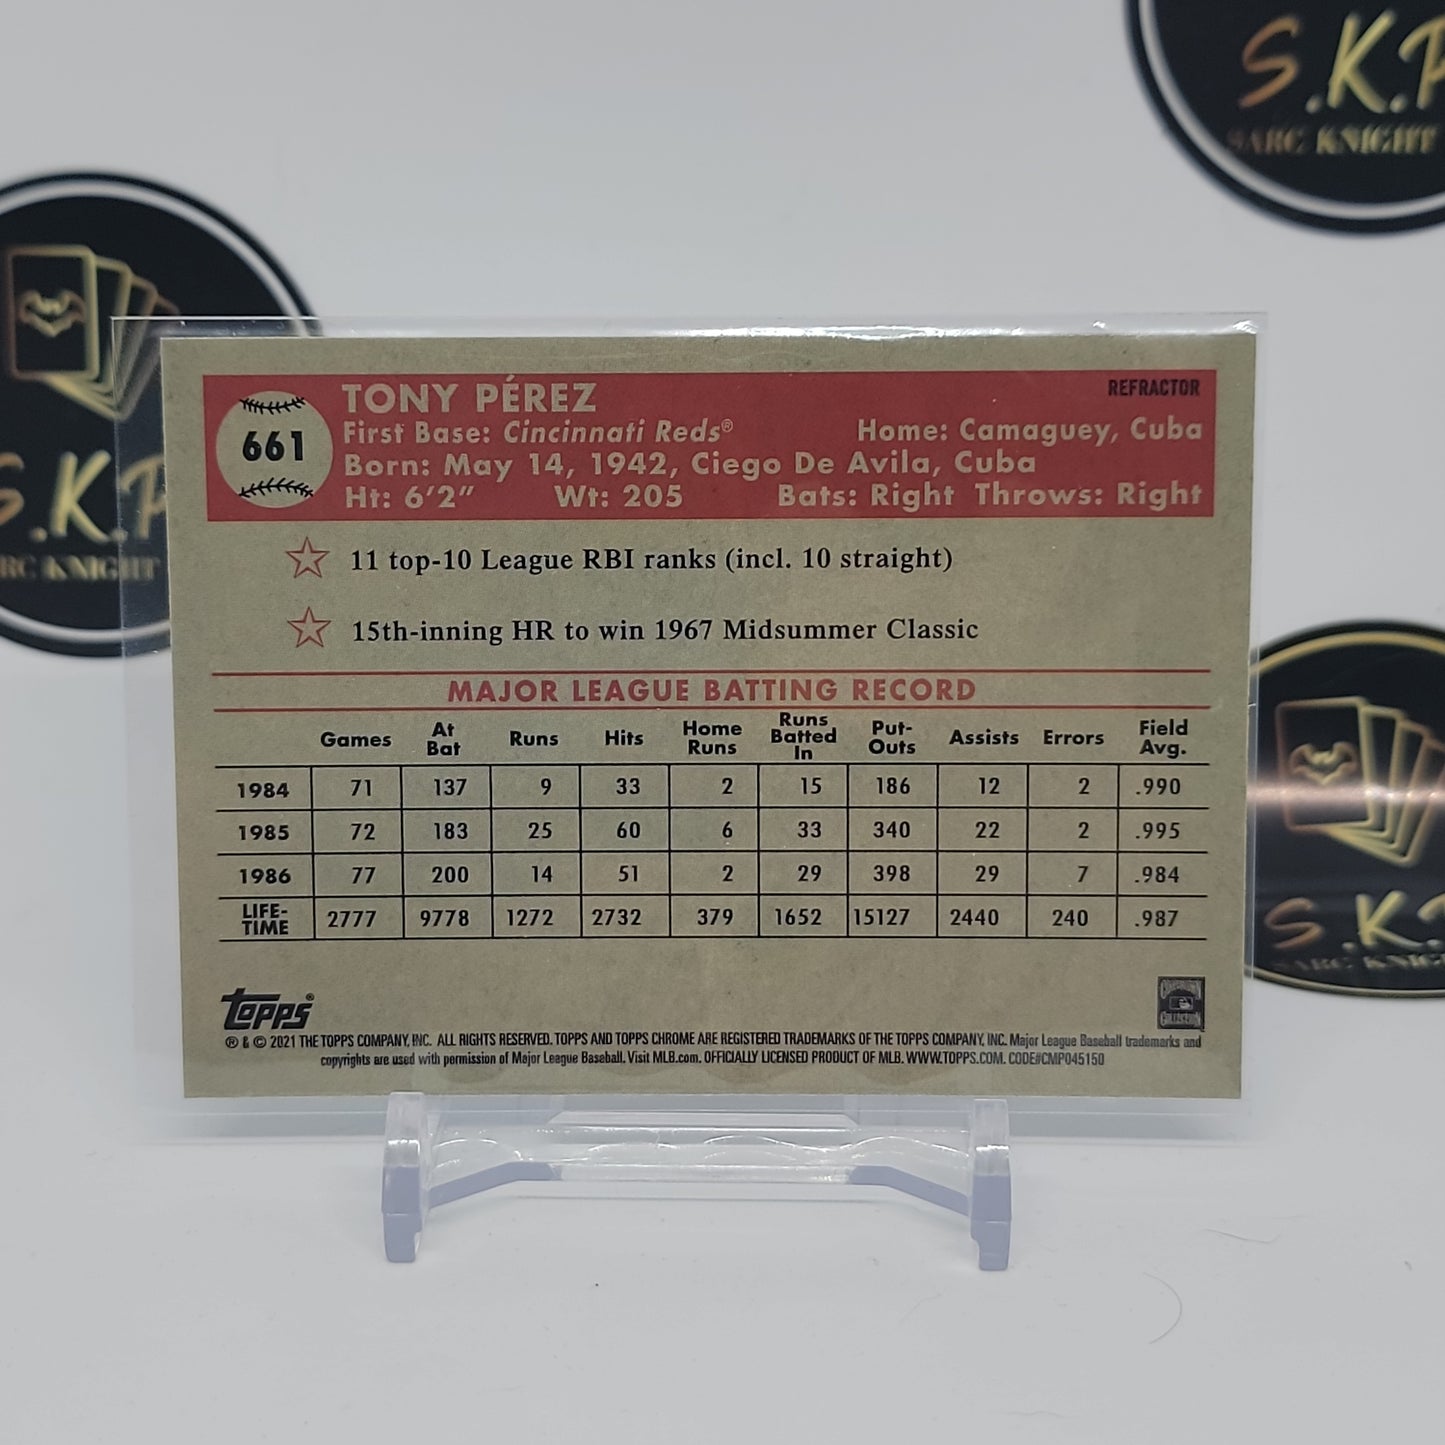 S.K.P
SARC KNIGHT
S.K.P
RC KNIGHT
661
TONY PÉREZ
REFRACTOR
First Base: Cincinnati Reds® Home: Camaguey, Cuba
Born: May 14, 1942, Ciego De Avila, Cuba
Ht: 6'2" Wt: 205 Bats: Right Throws: Right
11 top-10 League RBI ranks (incl. 10 straight)
15th-inning HR to win 1967 Midsummer Classic
MAJOR LEAGUE BATTING RECORD
Games At Bat Runs Hits Home Runs Runs Batted In Put-Outs Assists Errors Field Avg.
1984 71 137 9 33 2 15 186 12 2 .990
1985 72 183 25 60 6 33 340 22 2 .995
1986 77 200 14 51 2 29 398 29 7 .984
LIFE-TIME 2777 9778 1272 2732 379 1652 15127 2440 240 .987
TOPPS®
COOPERSTOWN COLLECTION
® & © 2021 THE TOPPS COMPANY, INC. ALL RIGHTS RESERVED. TOPPS AND TOPPS CHROME ARE REGISTERED TRADEMARKS OF THE TOPPS COMPANY, INC. Major League Baseball trademarks and
copyrights are used with permission of Major League Baseball. Visit MLB.com. OFFICIALLY LICENSED PRODUCT OF MLB. WWW.TOPPS.COM. CODE#CMP045150
S.K.
SARC KNIG